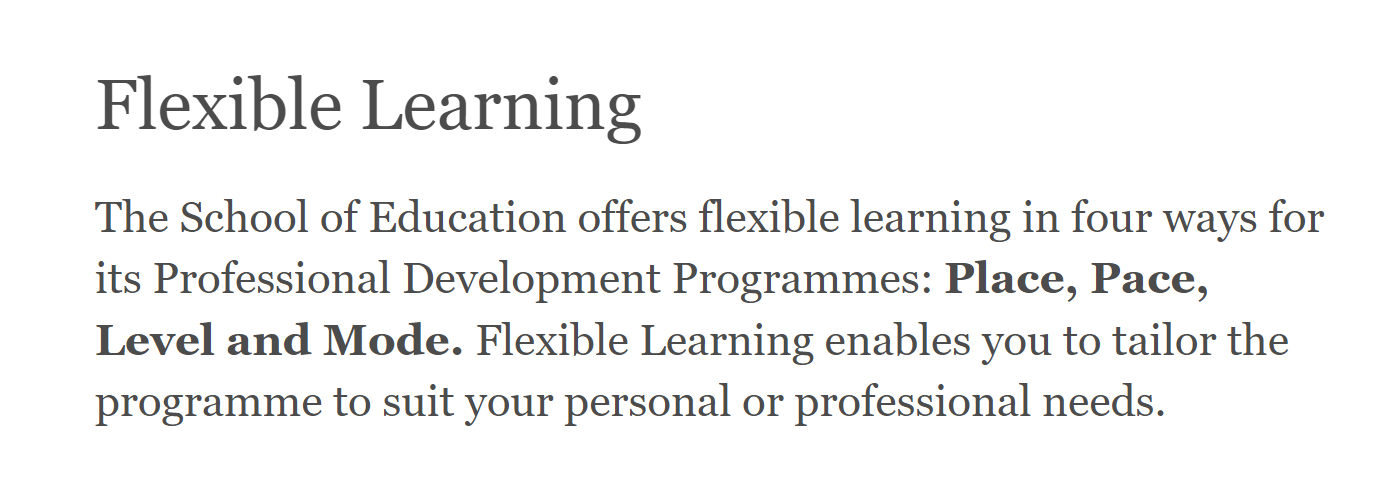 Flexible Learning
The School of Education offers flexible learning in four ways for
its Professional Development Programmes: Place, Pace,
Level and Mode. Flexible Learning enables you to tailor the
programme to suit your personal or professional needs.